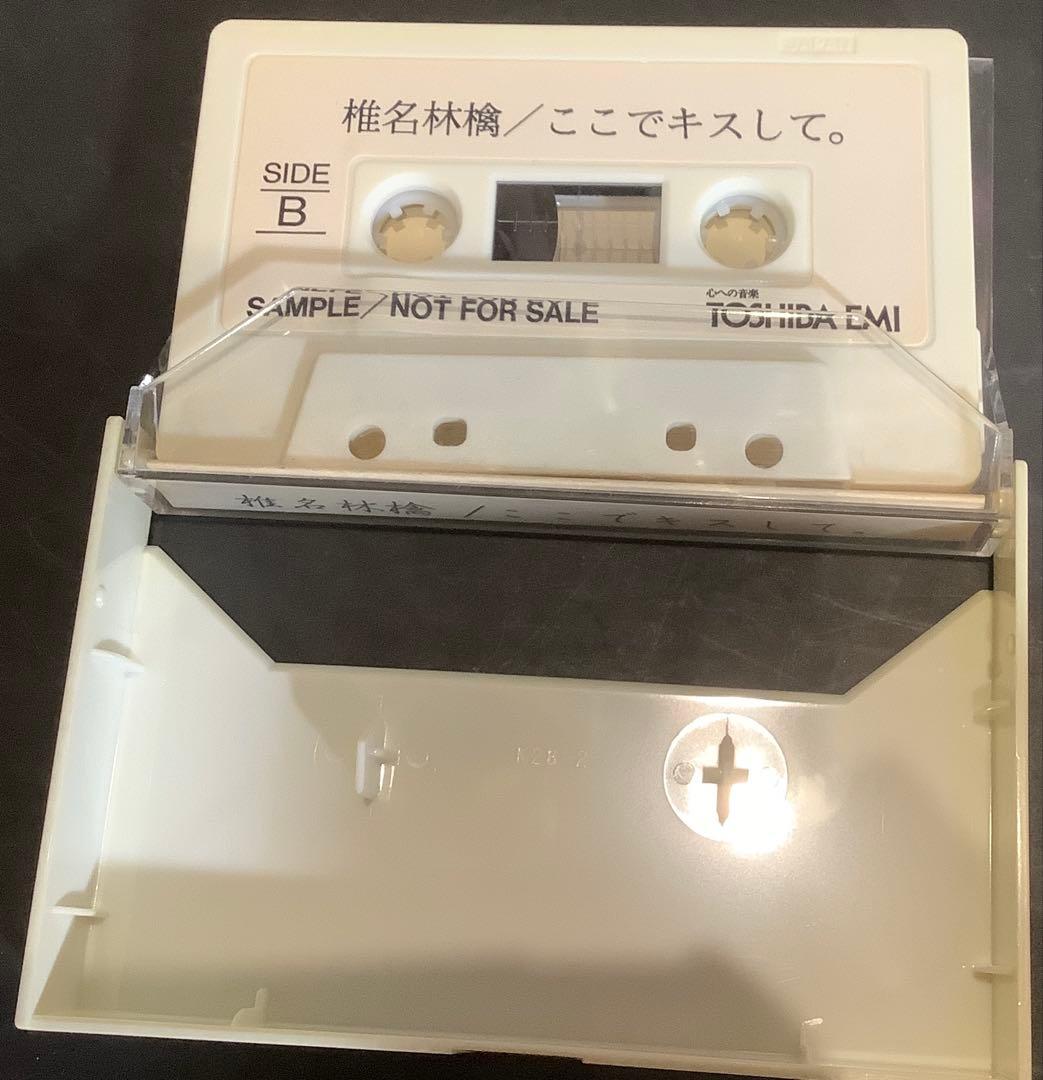 椎名林檎／ここでキスして。
SIDE
B
SAMPLE／NOT FOR SALE
心への音楽
TOSHIBA EMI
椎名林檎／ここでキスして。